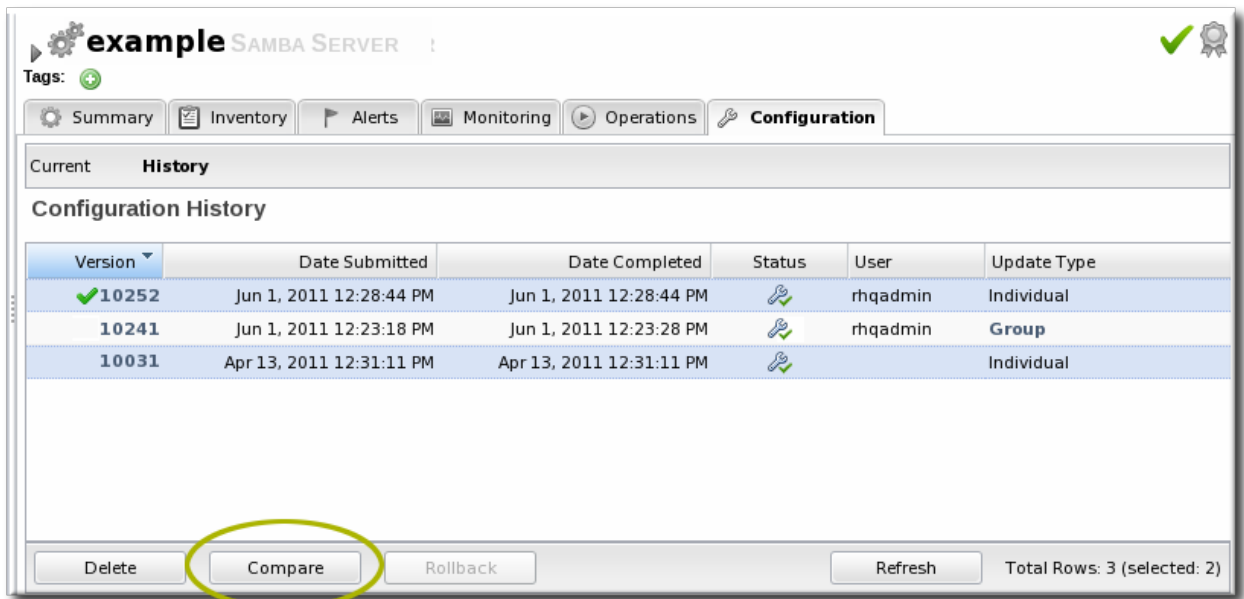 example SAMBA SERVER
Tags:
Summary Inventory Alerts Monitoring Operations Configuration
Current History
Configuration History
Version Date Submitted Date Completed Status User Update Type
10252 Jun 1, 2011 12:28:44 PM Jun 1, 2011 12:28:44 PM rhqadmin Individual
10241 Jun 1, 2011 12:23:18 PM Jun 1, 2011 12:23:28 PM rhqadmin Group
10031 Apr 13, 2011 12:31:11 PM Apr 13, 2011 12:31:11 PM Individual
Delete Compare Rollback Refresh Total Rows: 3 (selected: 2)